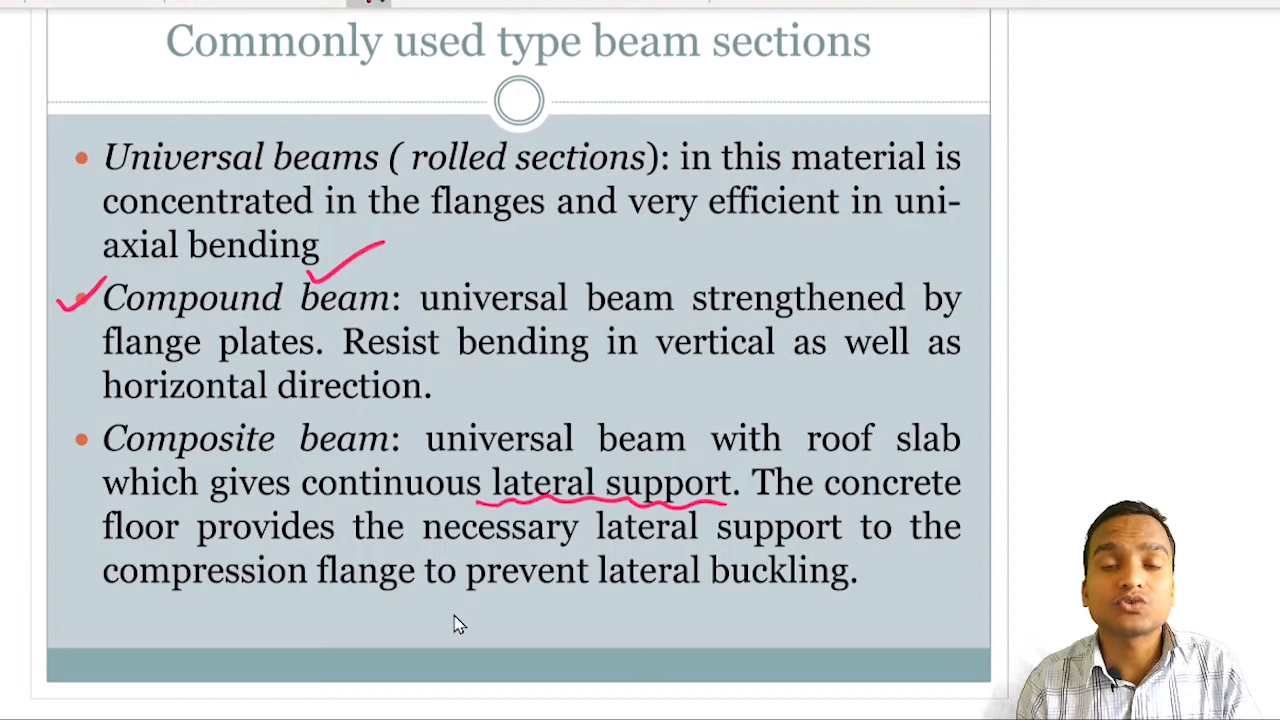 Commonly used type beam sections
• Universal beams ( rolled sections): in this material is
concentrated in the flanges and very efficient in uni-
axial bending
• Compound beam: universal beam strengthened by
flange plates. Resist bending in vertical as well as
horizontal direction.
• Composite beam: universal beam with roof slab
which gives continuous lateral support. The concrete
floor provides the necessary lateral support to the
compression flange to prevent lateral buckling.